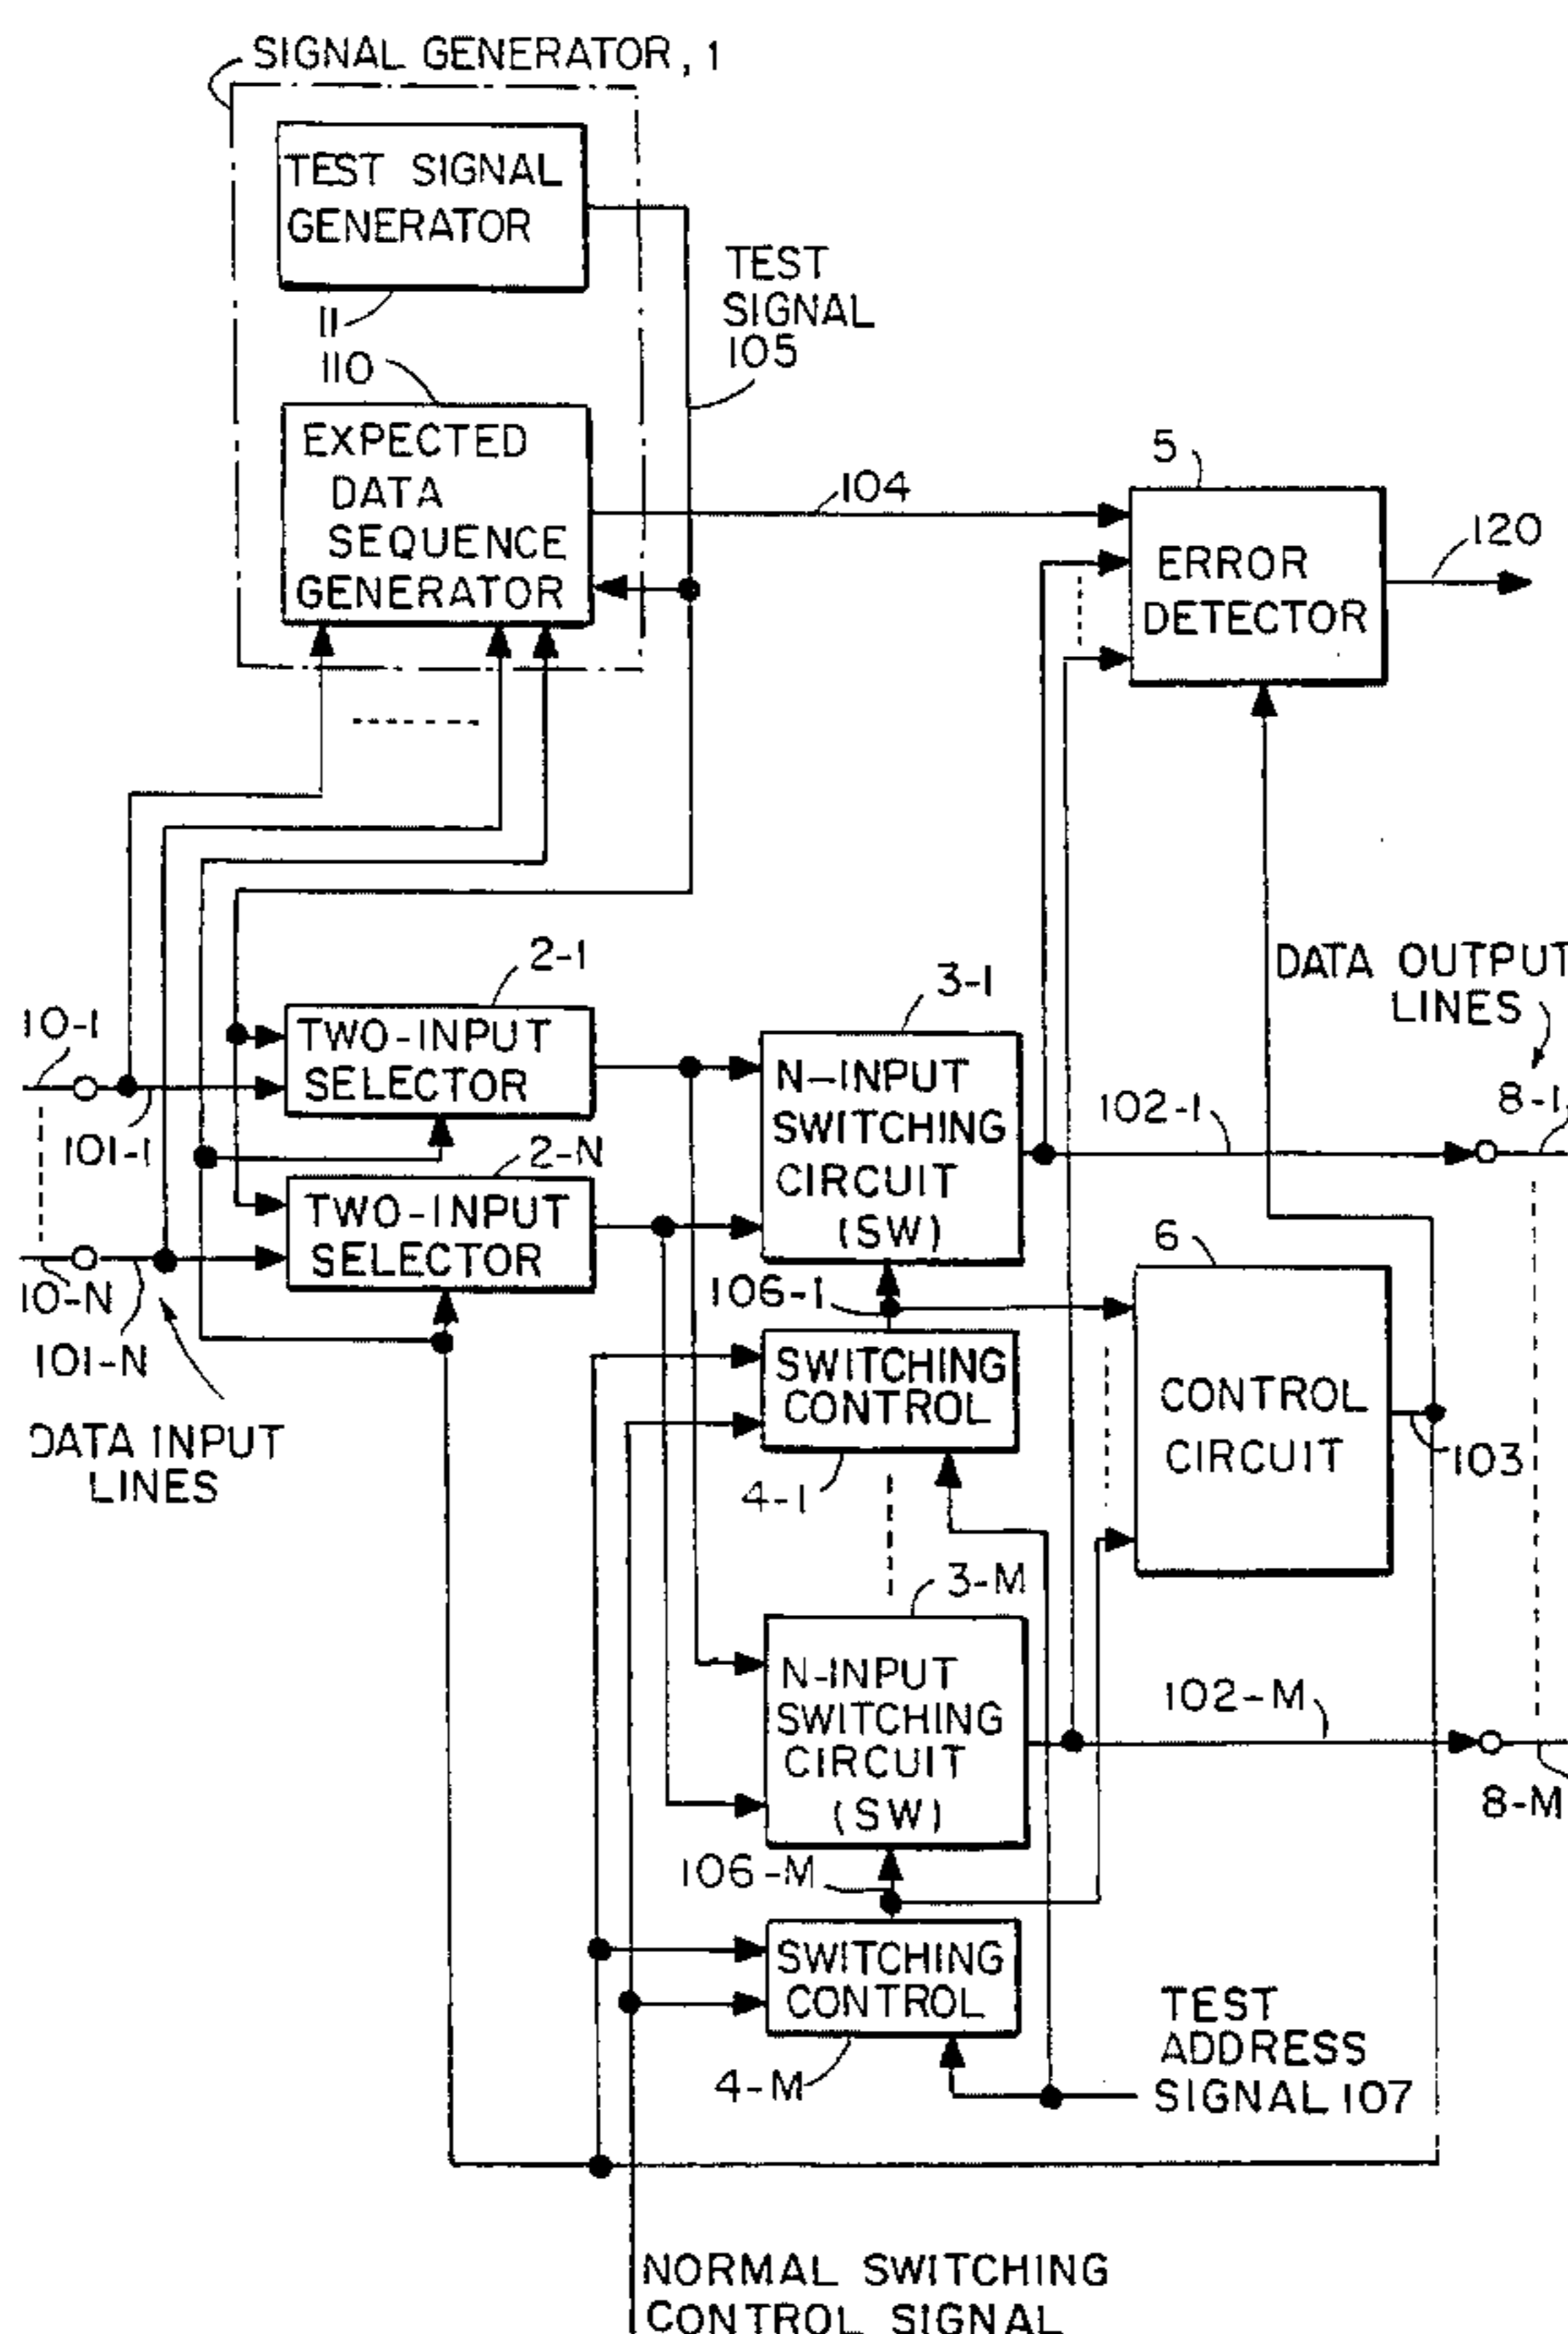 SIGNAL GENERATOR, 1
TEST SIGNAL
GENERATOR
11
TEST
SIGNAL
105
110
EXPECTED
DATA
SEQUENCE
GENERATOR
104
5
ERROR
DETECTOR
120
2-1
3-1
DATA OUTPUT
LINES
10-1
TWO-INPUT
SELECTOR
N-INPUT
SWITCHING
CIRCUIT
(SW)
102-1
8-1
101-1
2-N
TWO-INPUT
SELECTOR
6
10-N
101-N
106-1
DATA INPUT
LINES
SWITCHING
CONTROL
CONTROL
CIRCUIT
103
4-1
3-M
N-INPUT
SWITCHING
CIRCUIT
(SW)
102-M
8-M
106-M
SWITCHING
CONTROL
4-M
TEST
ADDRESS
SIGNAL 107
NORMAL SWITCHING
CONTROL SIGNAL